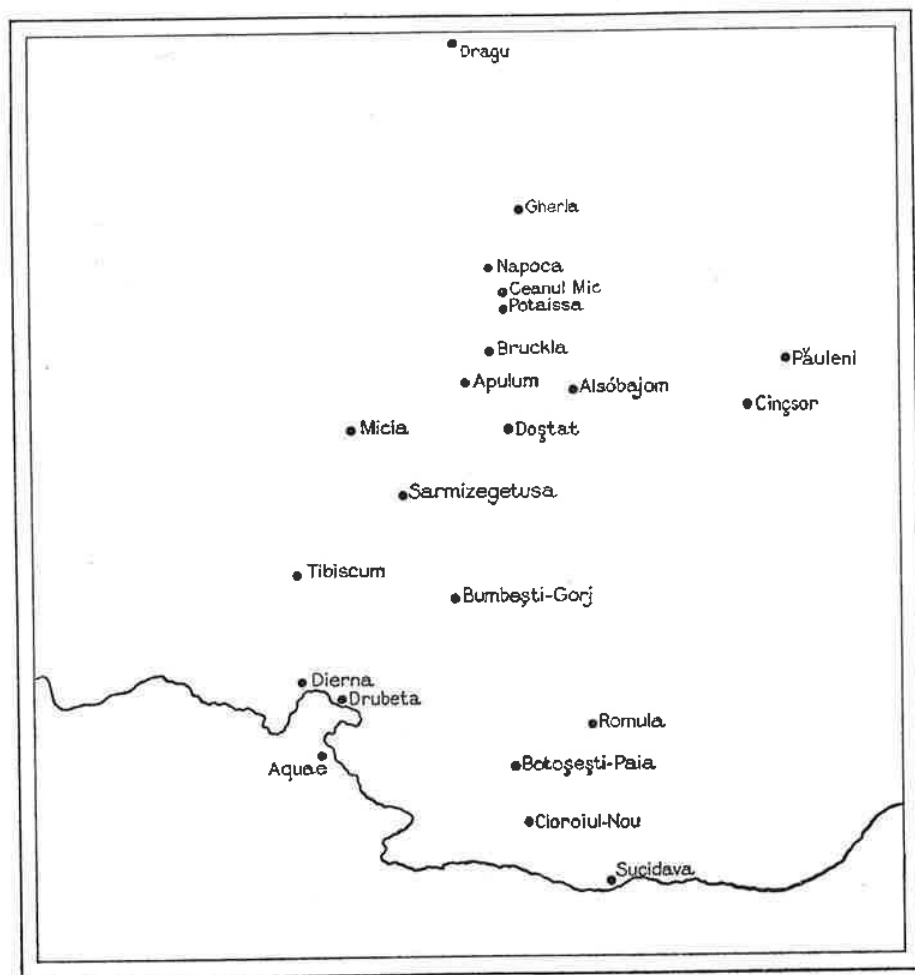 Dragu
Gherla
Napoca
Ceanul Mic
Potaissa
Bruckla
Păuleni
Apulum
Alsóbajom
Cinçsor
Micia
Doştat
Sarmizegetusa
Tibiscum
Bumbeşti-Gorj
Dierna
Drubeta
Romula
Aquae
Botoşeşti-Paia
Cioroiul-Nou
Sucidava